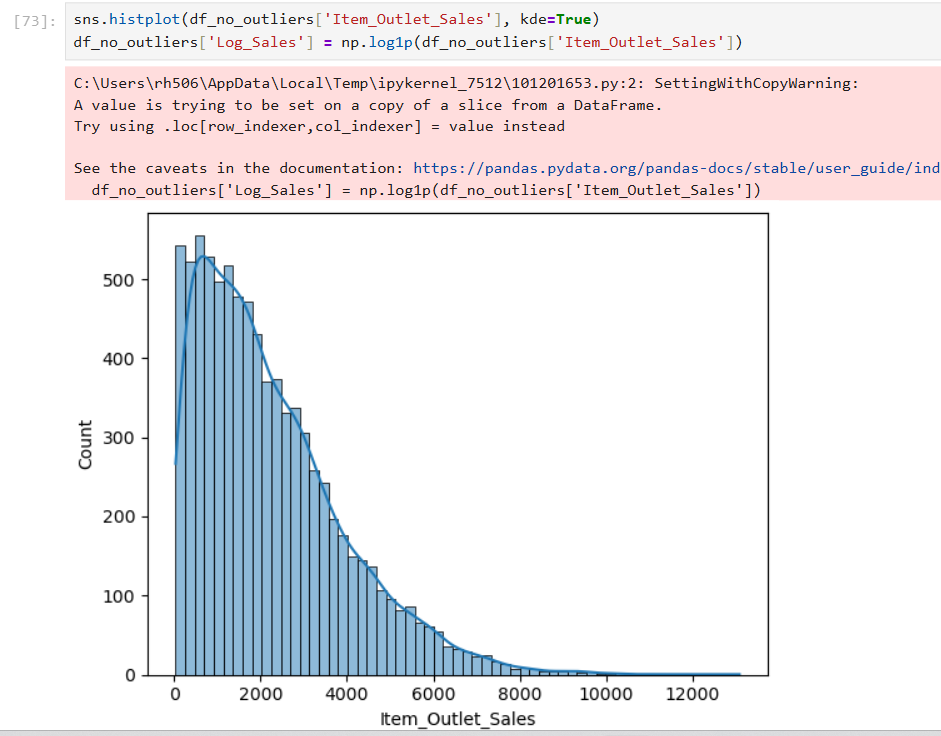 [73]:
sns.histplot(df_no_outliers['Item_Outlet_Sales'], kde=True)
df_no_outliers['Log_Sales'] = np.log1p(df_no_outliers['Item_Outlet_Sales'])
C:\Users\rh506\AppData\Local\Temp\ipykernel_7512\101201653.py:2: SettingWithCopyWarning:
A value is trying to be set on a copy of a slice from a DataFrame.
Try using .loc[row_indexer,col_indexer] = value instead
See the caveats in the documentation: https://pandas.pydata.org/pandas-docs/stable/user_guide/ind
df_no_outliers['Log_Sales'] = np.log1p(df_no_outliers['Item_Outlet_Sales'])
500
400
300
200
100
0
Count
0 2000 4000 6000 8000 10000 12000
Item_Outlet_Sales